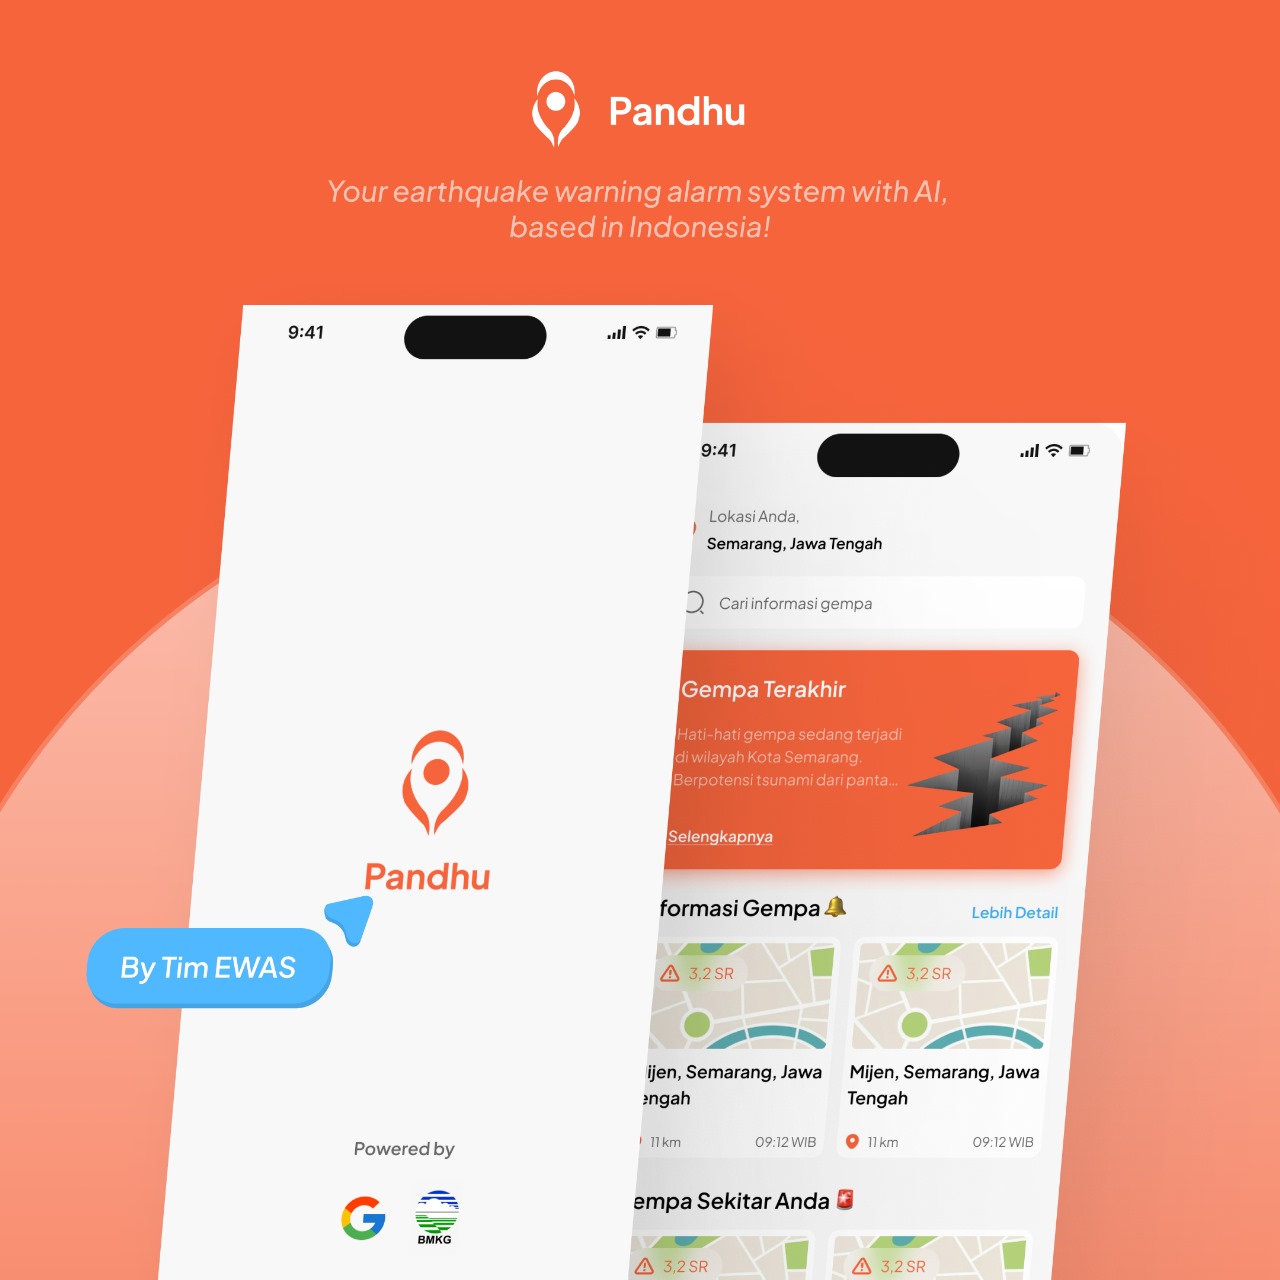 Pandhu
Your earthquake warning alarm system with AI,
based in Indonesia!
9:41
Pandhu
By Tim EWAS
Powered by
G
BMKG
9:41
Lokasi Anda,
Semarang, Jawa Tengah
Cari informasi gempa
Gempa Terakhir
Hati-hati gempa sedang terjadi
di wilayah Kota Semarang.
Berpotensi tsunami dari panta...
Selengkapnya
formasi Gempa
Lebih Detail
3,2 SR
ijen, Semarang, Jawa
engah
11 km
09:12 WIB
3,2 SR
Mijen, Semarang, Jawa
Tengah
11 km
09:12 WIB
empa Sekitar Anda
3,2 SR
3,2 SR